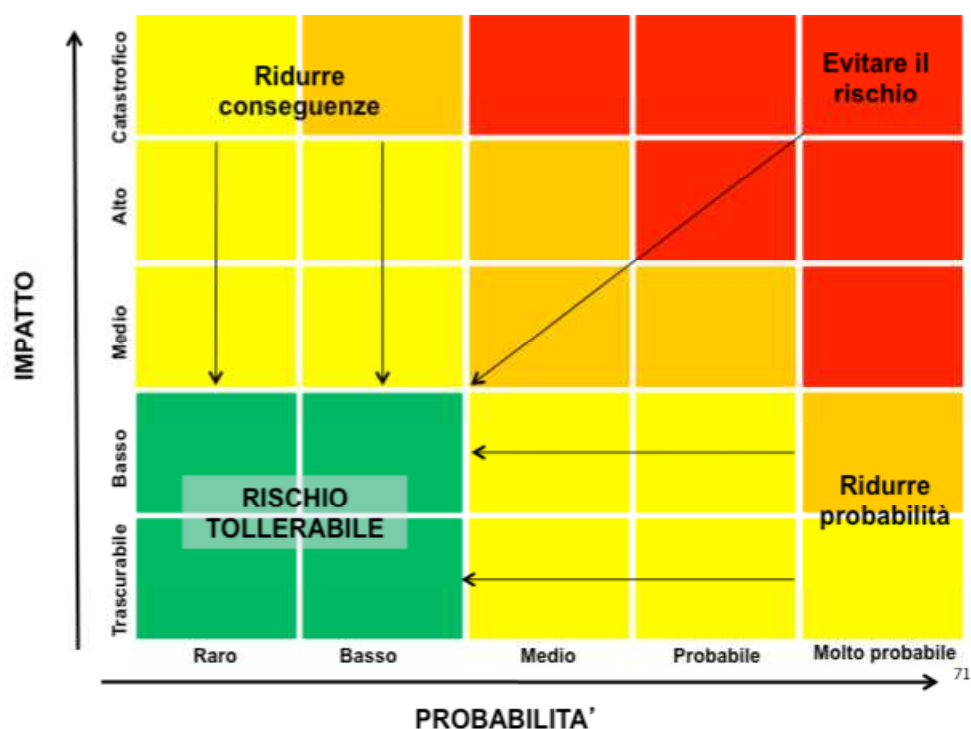 IMPATTO
Catastrofico
Alto
Medio
Basso
Trascurabile
Ridurre
conseguenze
Evitare il
rischio
RISCHIO
TOLLERABILE
Ridurre
probabilità
Raro
Basso
Medio
Probabile
Molto probabile
71
PROBABILITA’